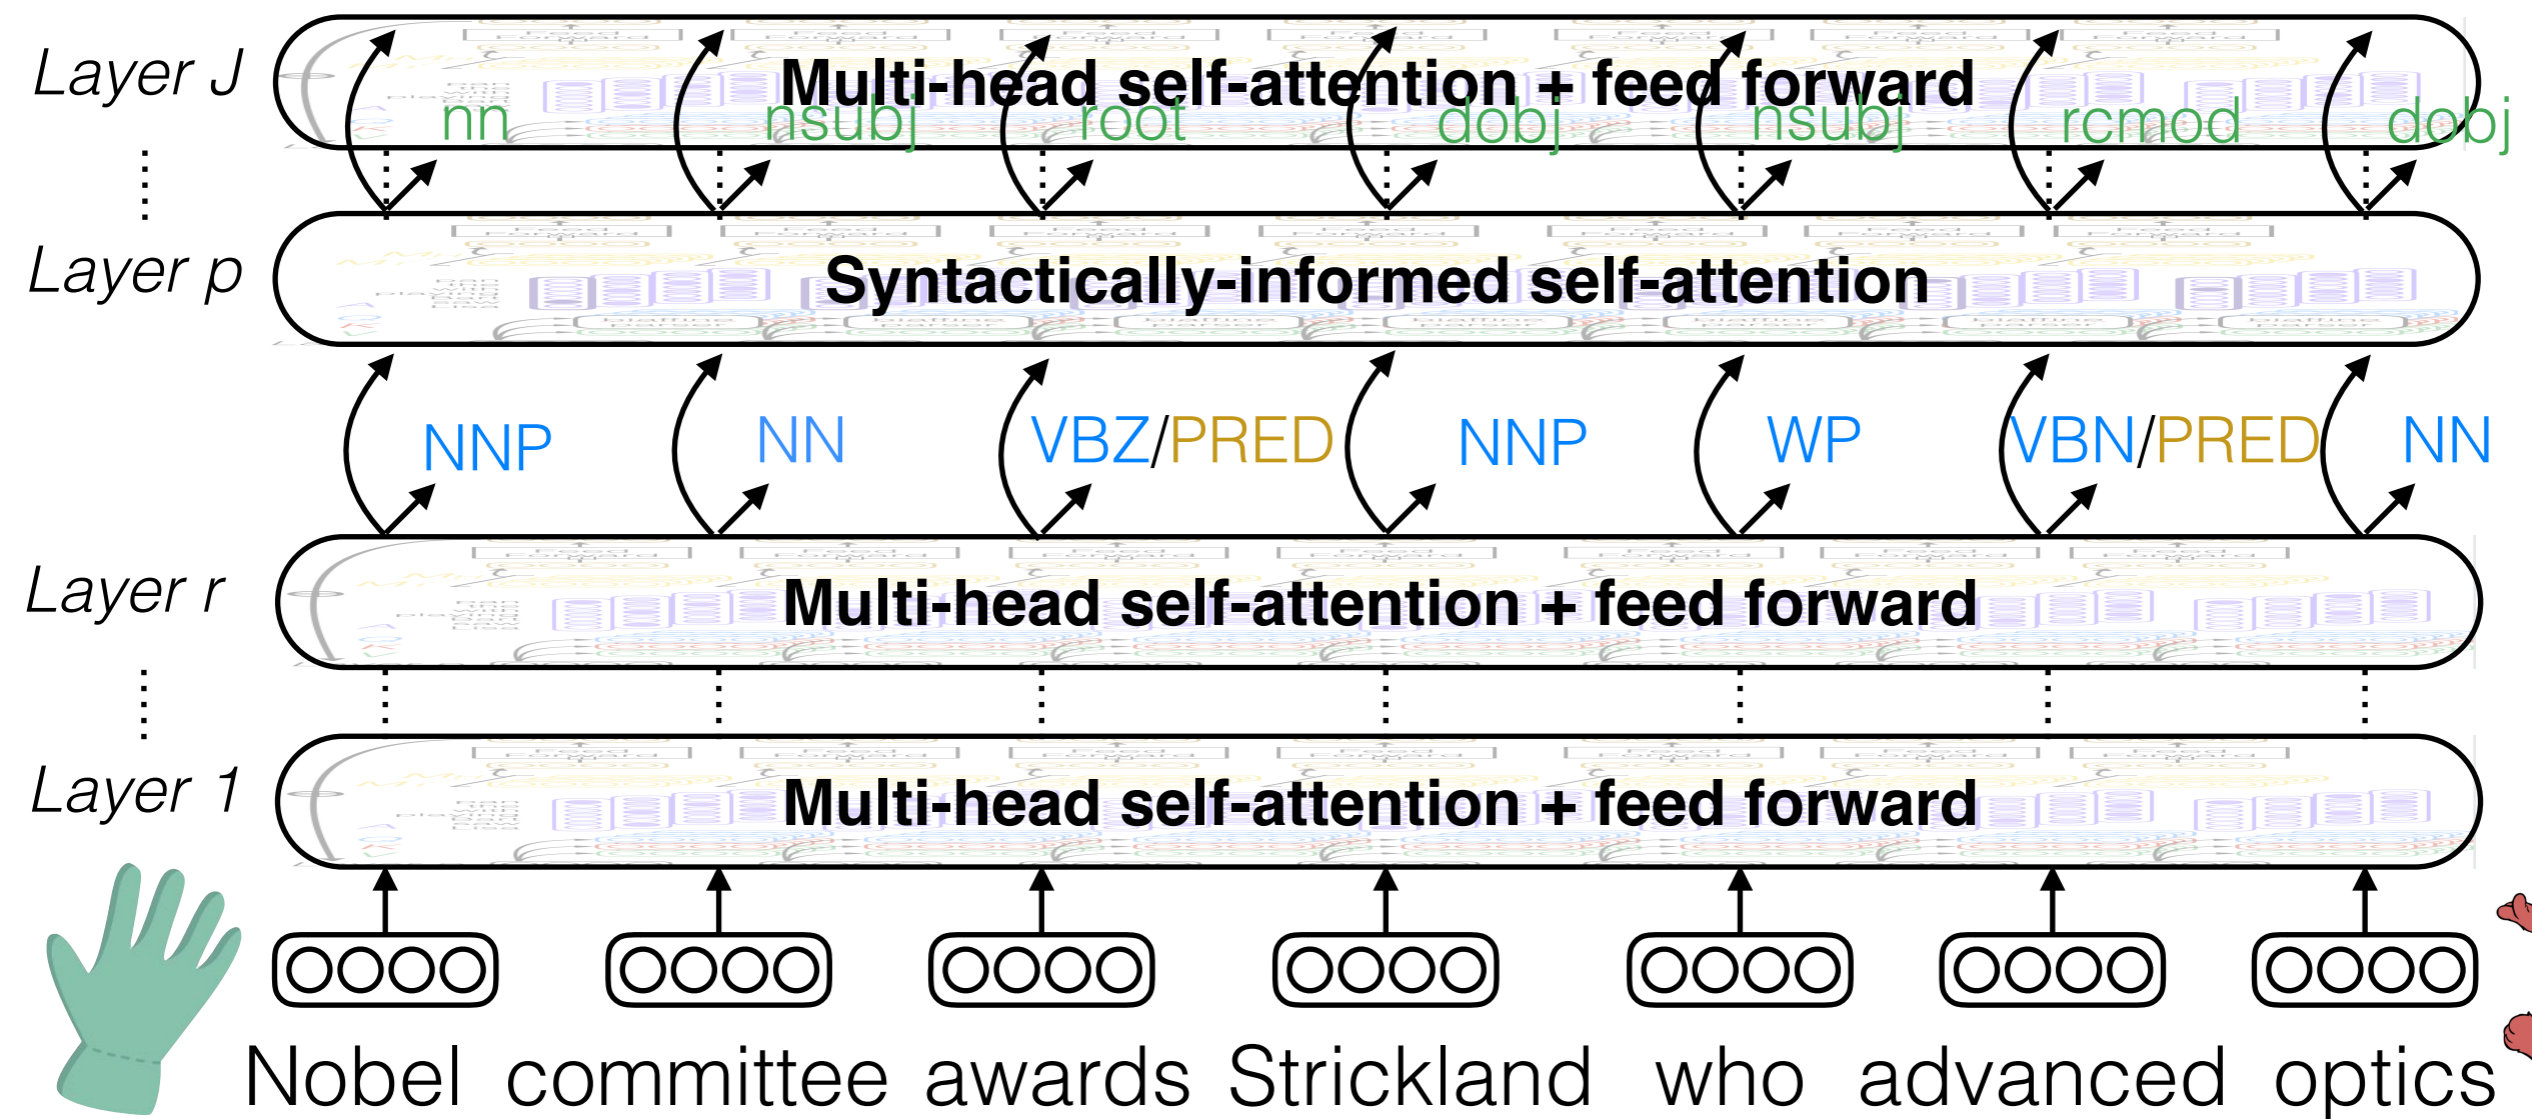 Layer J
Multi-head self-attention + feed forward
nn nsubj root dobj nsubj rcmod dobj
Layer p
Syntactically-informed self-attention
NNP NN VBZ/PRED NNP WP VBN/PRED NN
Layer r
Multi-head self-attention + feed forward
Layer 1
Multi-head self-attention + feed forward
Nobel committee awards Strickland who advanced optics